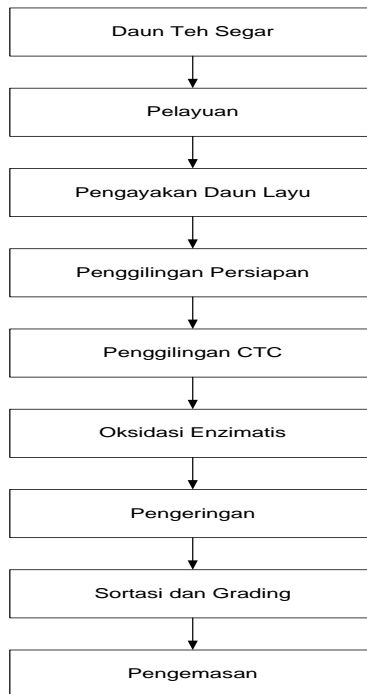 Daun Teh Segar
Pelayuan
Pengayakan Daun Layu
Penggilingan Persiapan
Penggilingan CTC
Oksidasi Enzimatis
Pengeringan
Sortasi dan Grading
Pengemasan